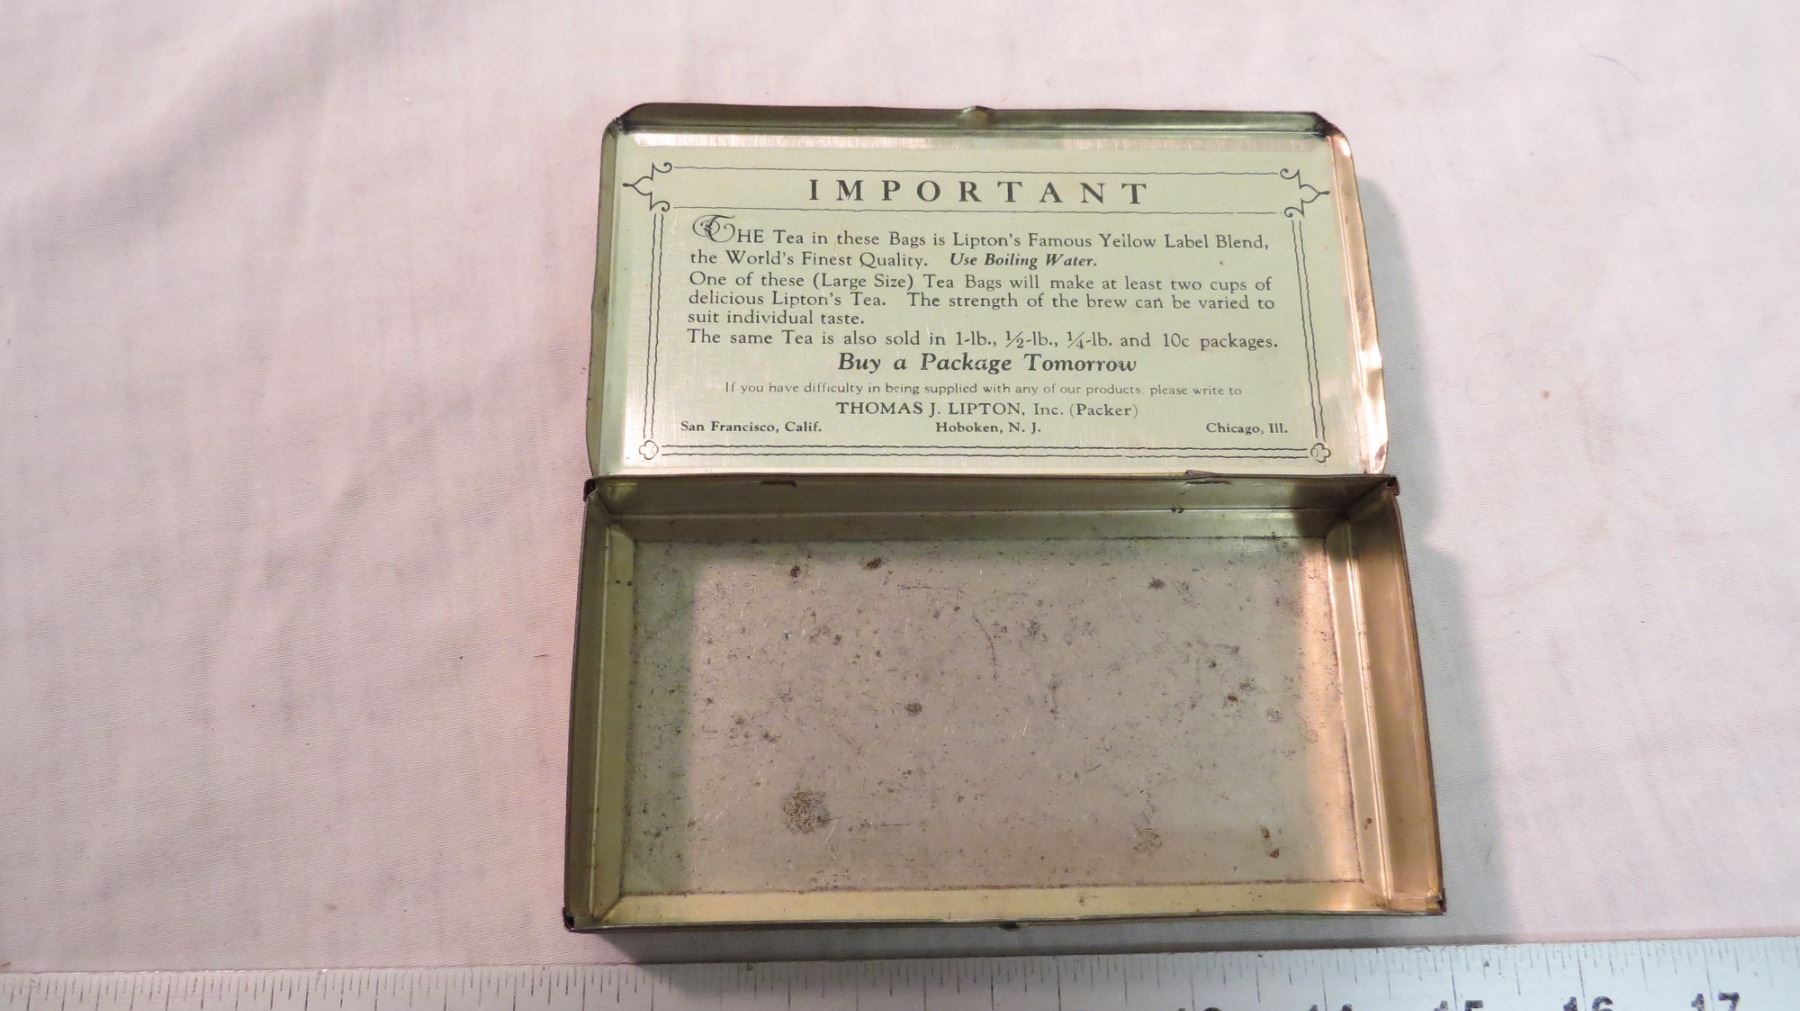 IMPORTANT
THE Tea in these Bags is Lipton's Famous Yellow Label Blend,
the World's Finest Quality. Use Boiling Water.
One of these (Large Size) Tea Bags will make at least two cups of
delicious Lipton's Tea. The strength of the brew can be varied to
suit individual taste.
The same Tea is also sold in 1-lb., ½-lb., ¼-lb. and 10c packages.
Buy a Package Tomorrow
If you have difficulty in being supplied with any of our products, please write to
THOMAS J. LIPTON, Inc. (Packer)
San Francisco, Calif. Hoboken, N. J. Chicago, Ill.
15 16 17